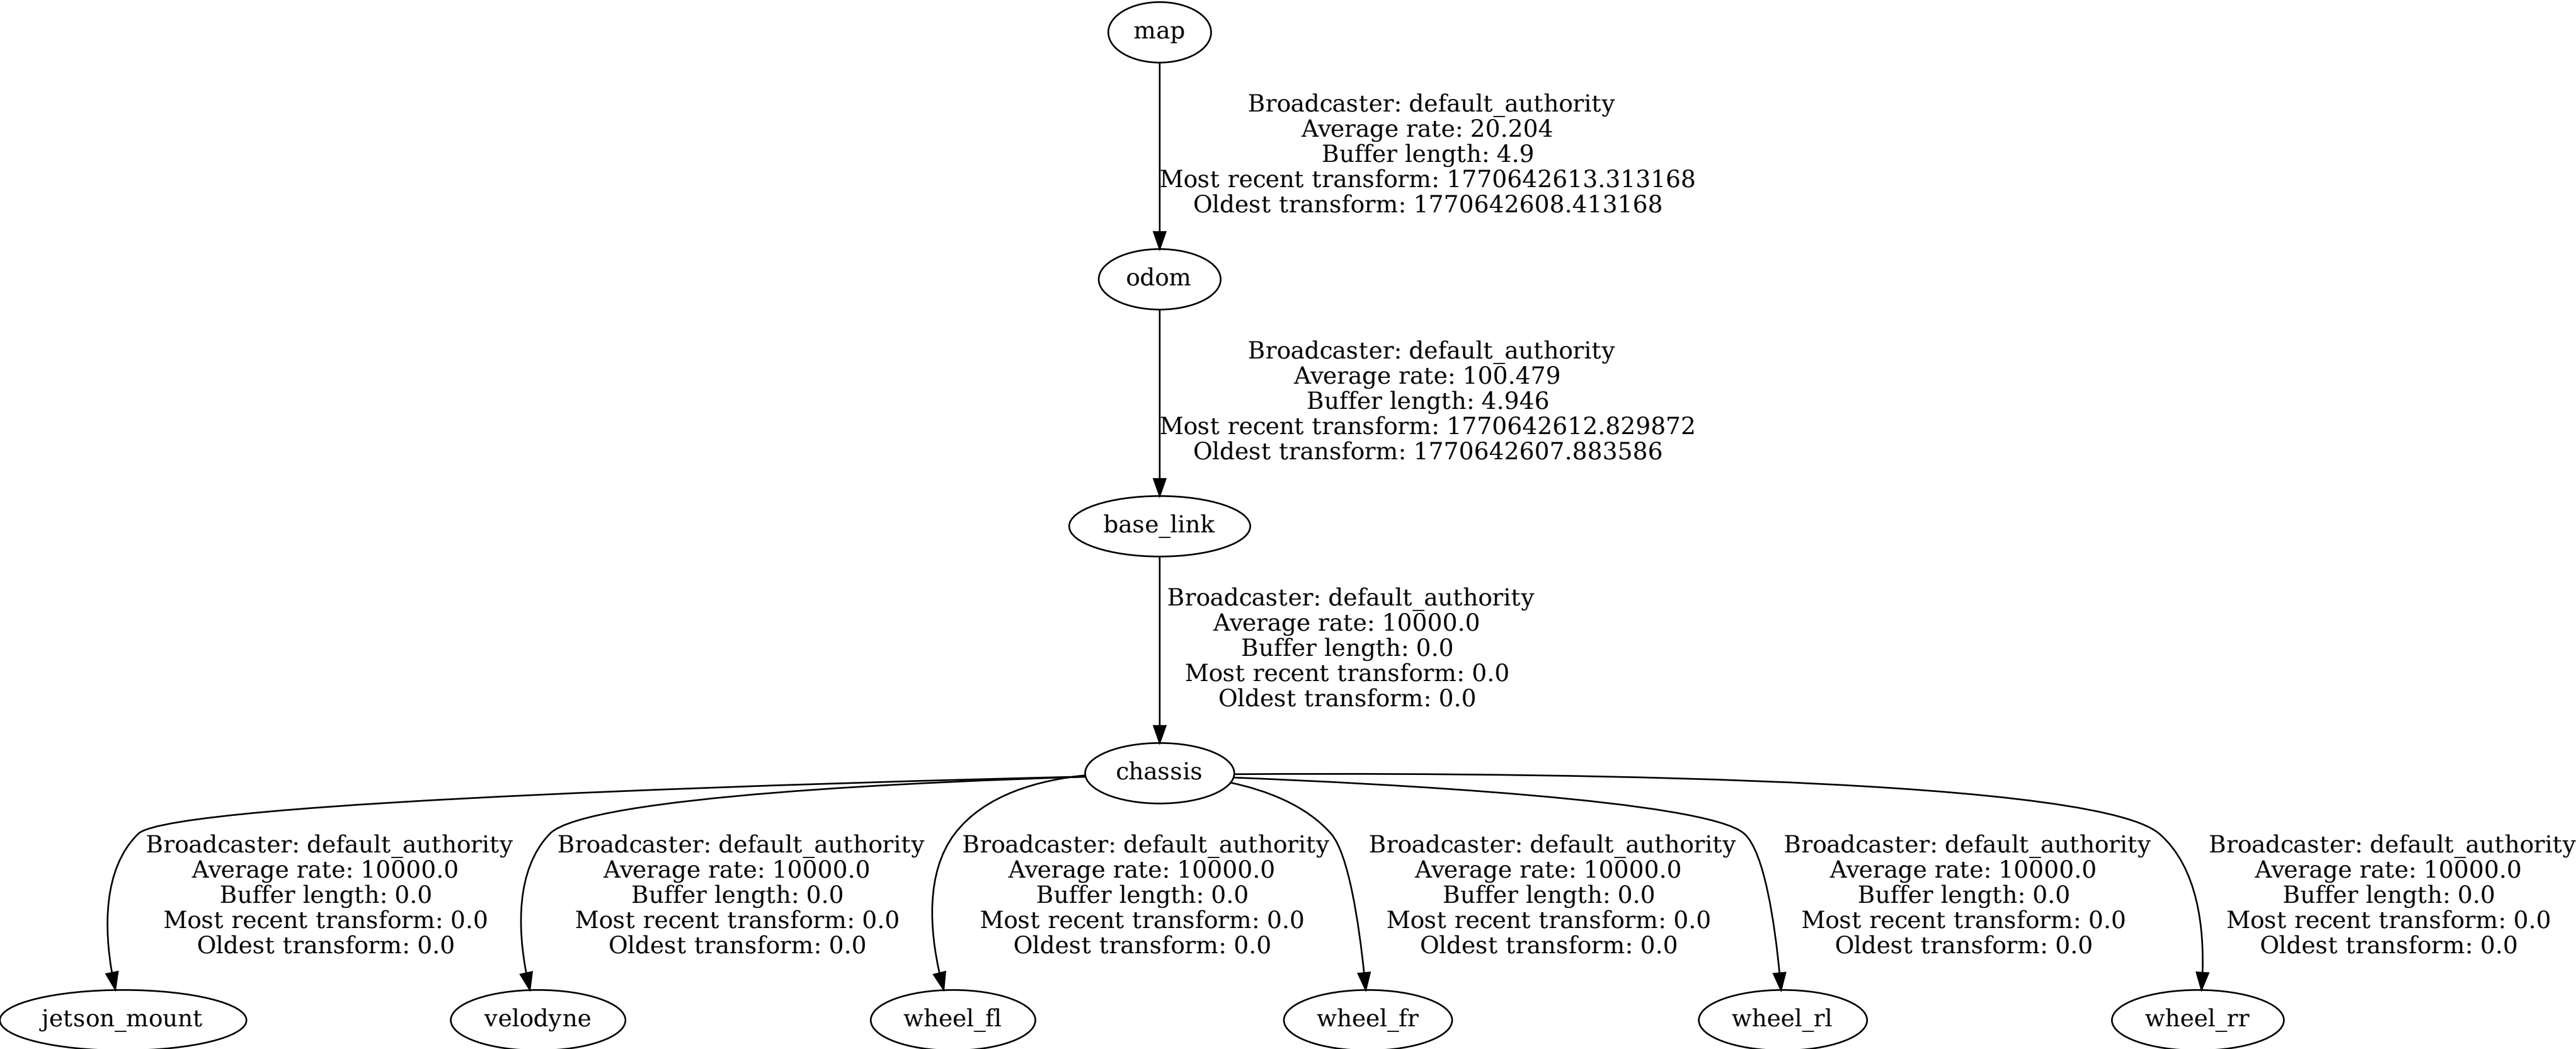 map
Broadcaster: default_authority
Average rate: 20.204
Buffer length: 4.9
Most recent transform: 1770642613.313168
Oldest transform: 1770642608.413168
odom
Broadcaster: default_authority
Average rate: 100.479
Buffer length: 4.946
Most recent transform: 1770642612.829872
Oldest transform: 1770642607.883586
base_link
Broadcaster: default_authority
Average rate: 10000.0
Buffer length: 0.0
Most recent transform: 0.0
Oldest transform: 0.0
chassis
Broadcaster: default_authority
Average rate: 10000.0
Buffer length: 0.0
Most recent transform: 0.0
Oldest transform: 0.0
Broadcaster: default_authority
Average rate: 10000.0
Buffer length: 0.0
Most recent transform: 0.0
Oldest transform: 0.0
Broadcaster: default_authority
Average rate: 10000.0
Buffer length: 0.0
Most recent transform: 0.0
Oldest transform: 0.0
Broadcaster: default_authority
Average rate: 10000.0
Buffer length: 0.0
Most recent transform: 0.0
Oldest transform: 0.0
Broadcaster: default_authority
Average rate: 10000.0
Buffer length: 0.0
Most recent transform: 0.0
Oldest transform: 0.0
Broadcaster: default_authority
Average rate: 10000.0
Buffer length: 0.0
Most recent transform: 0.0
Oldest transform: 0.0
jetson_mount
velodyne
wheel_fl
wheel_fr
wheel_rl
wheel_rr